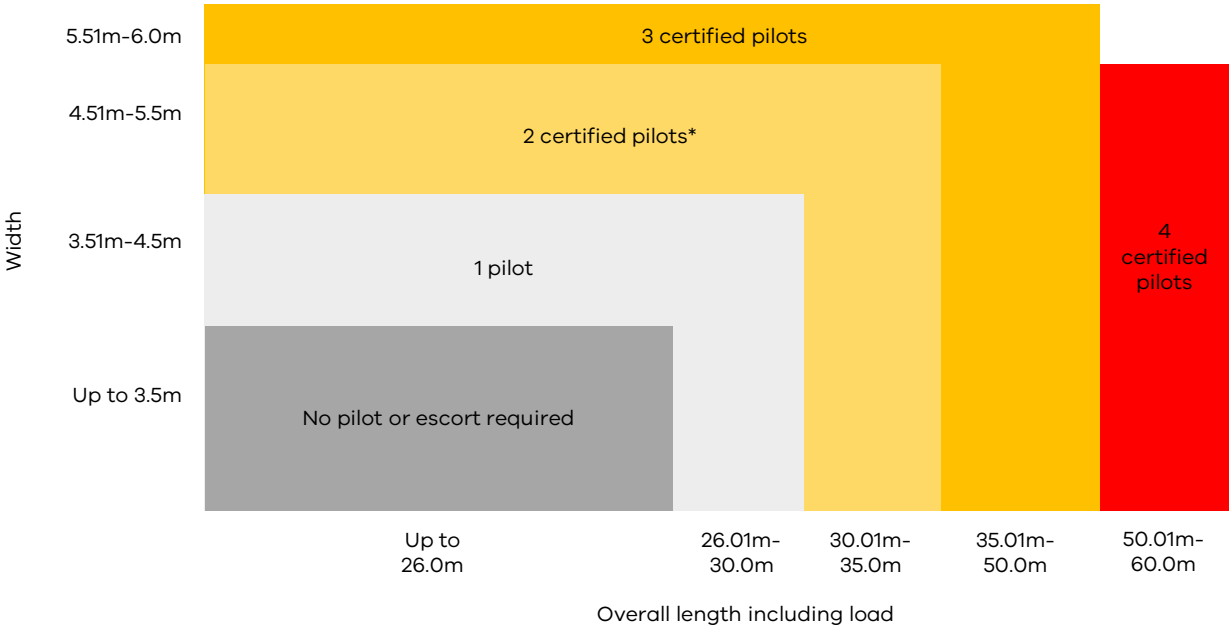 5.51m-6.0m
3 certified pilots
4.51m-5.5m
2 certified pilots*
Width
3.51m-4.5m
1 pilot
4
certified
pilots
Up to 3.5m
No pilot or escort required
Up to
26.0m
26.01m-
30.0m
30.01m-
35.0m
35.01m-
50.0m
50.01m-
60.0m
Overall length including load